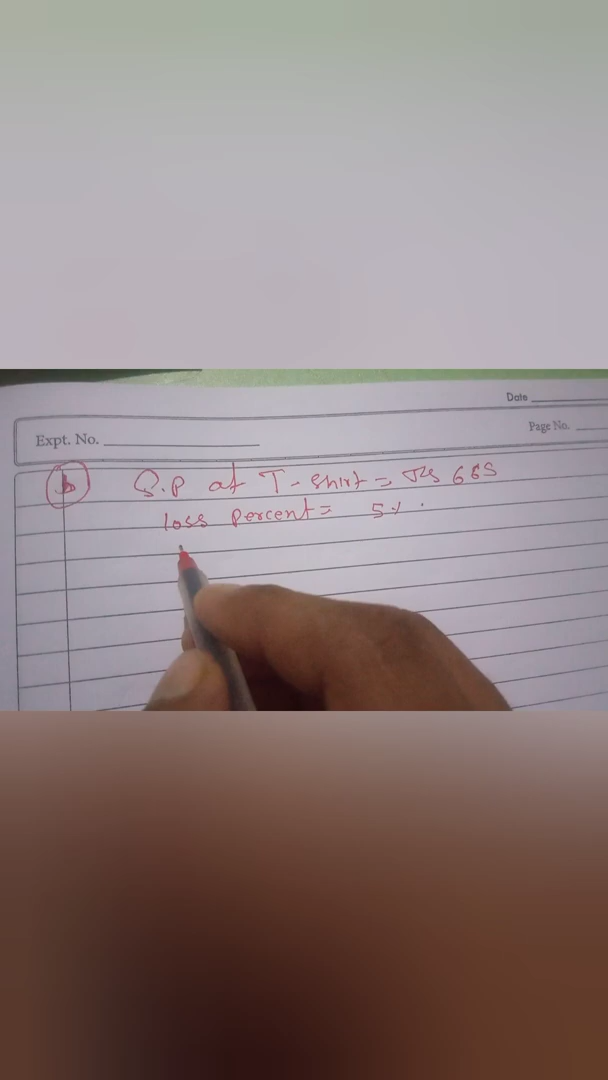 Date
Expt. No.
Page No.
b S.P of T-Shirt = Rs 665
loss percent = 5%.